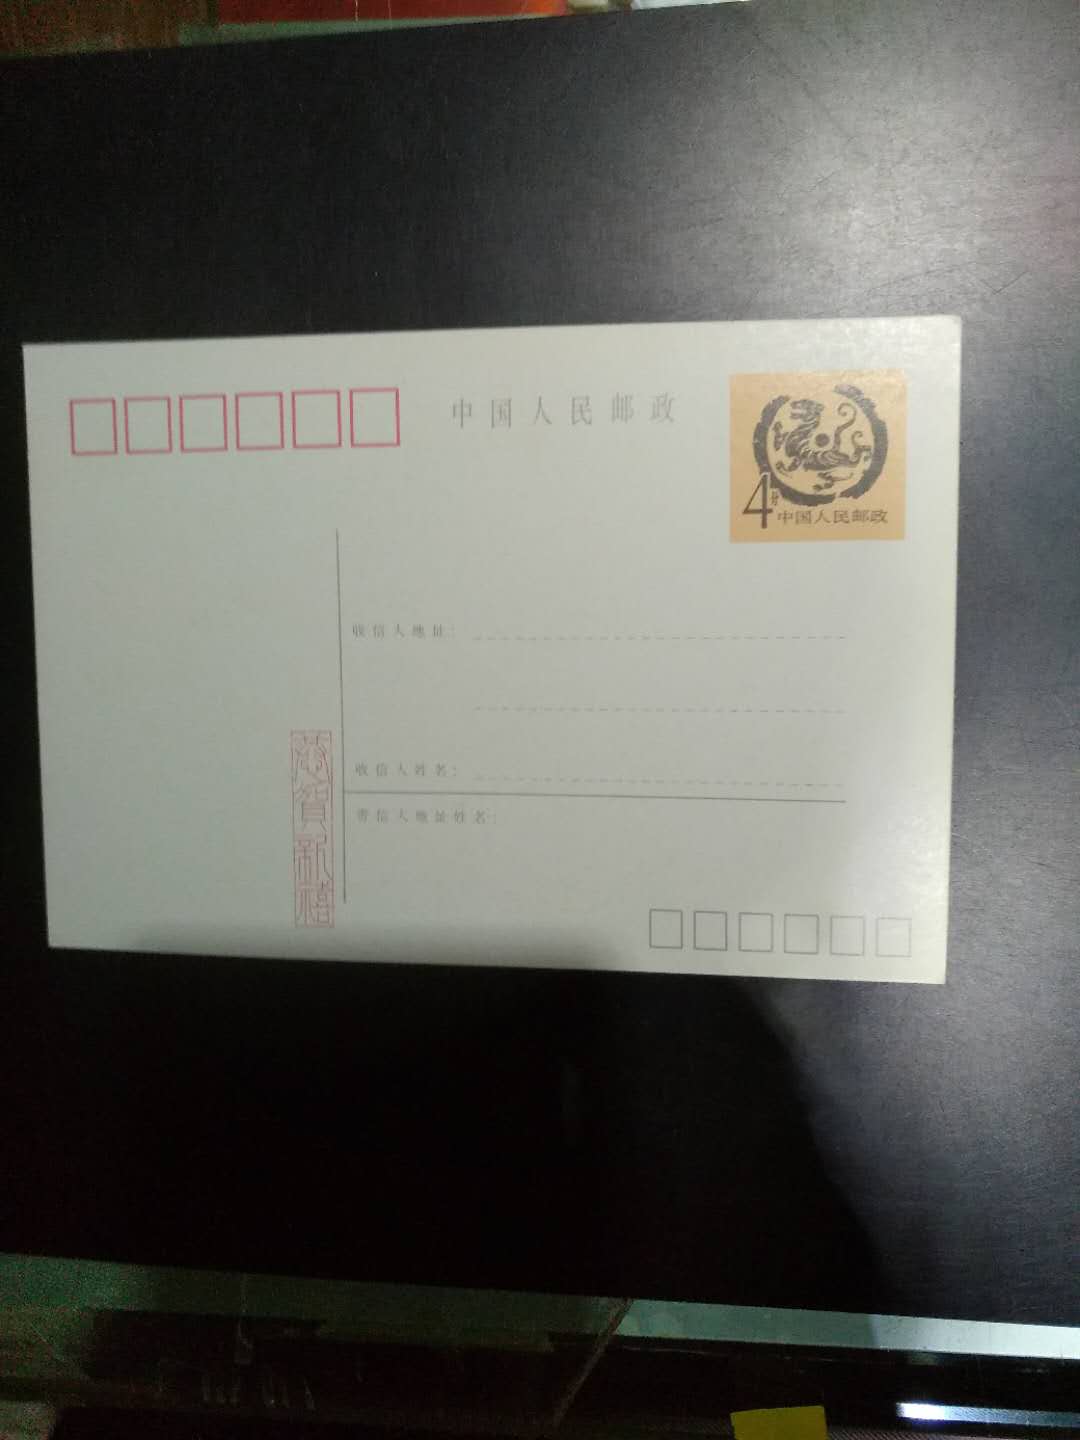 中国人民邮政
4分
中国人民邮政
收信人地址：
收信人姓名：
寄信人地址姓名：
恭賀新禧